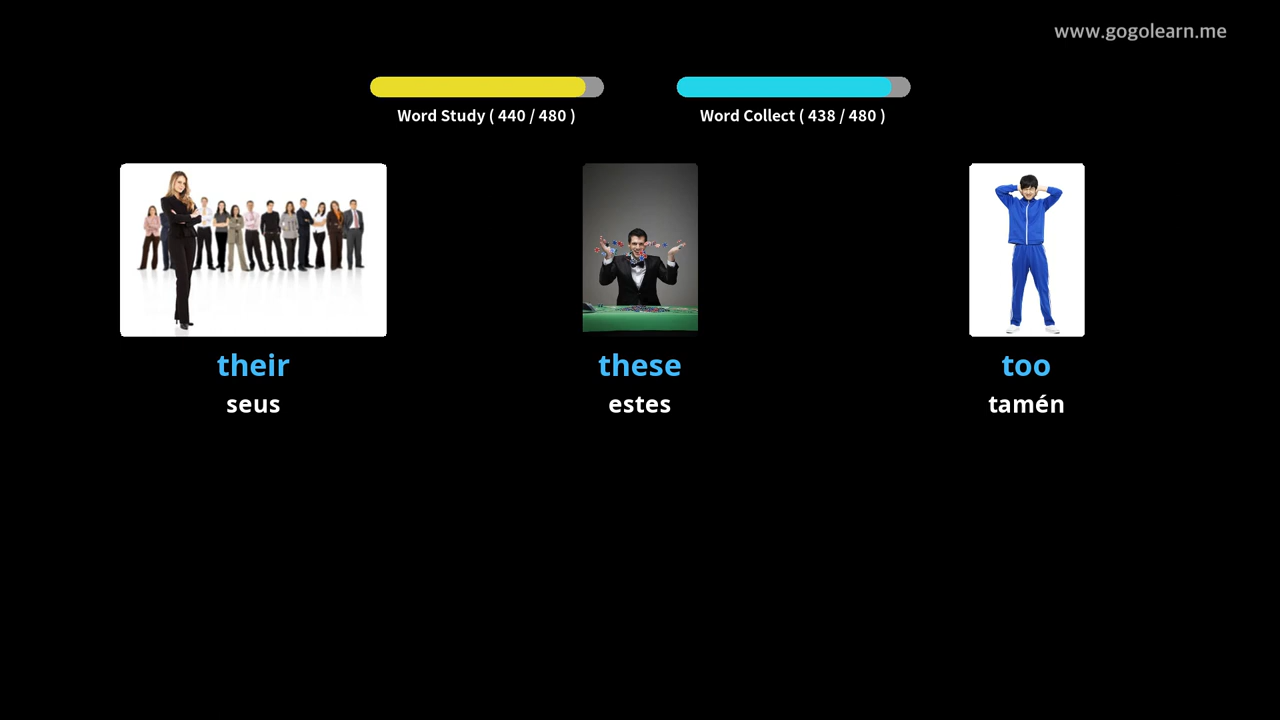 www.gogolearn.me
Word Study ( 440 / 480 )
Word Collect ( 438 / 480 )
their
these
too
seus
estes
tamén